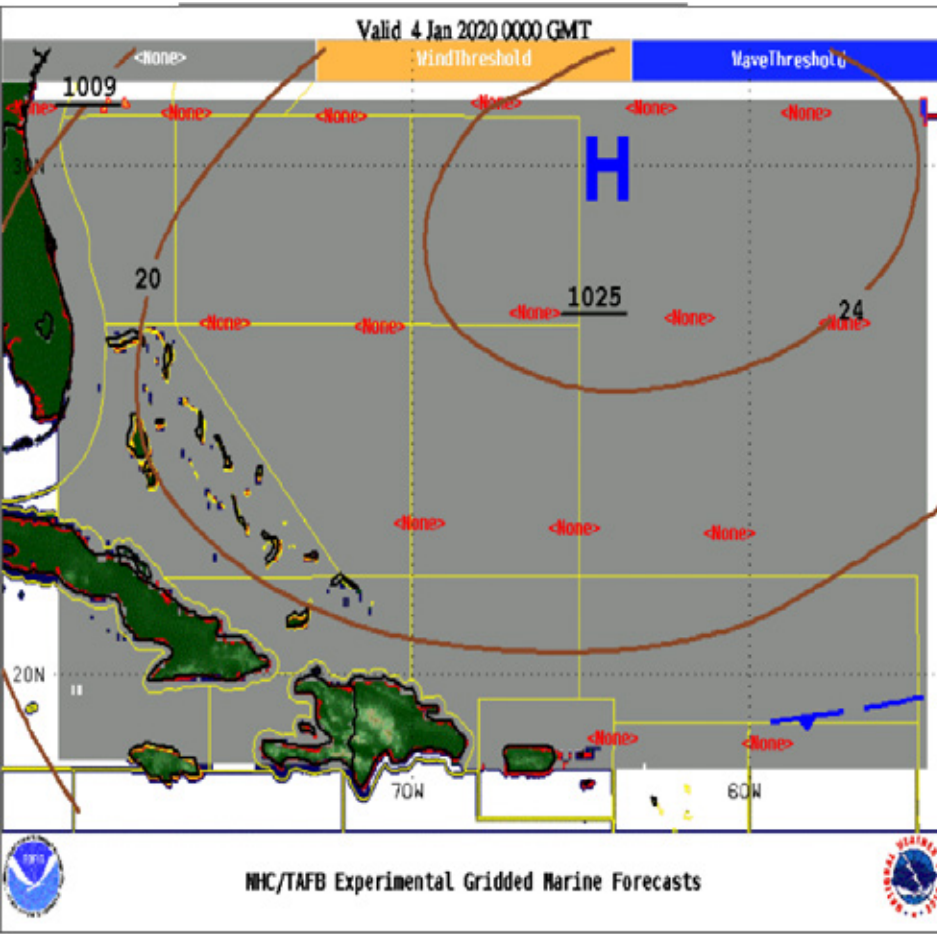 Valid 4 Jan 2020 0000 GMT
<None> WindThreshold WaveThreshold
1009
<None> <None> <None> <None> <None> <None>
30N
H
20
1025
24
<None> <None> <None> <None> <None>
<None> <None> <None>
20N
<None> <None>
70W 60W
NHC/TAFB Experimental Gridded Marine Forecasts